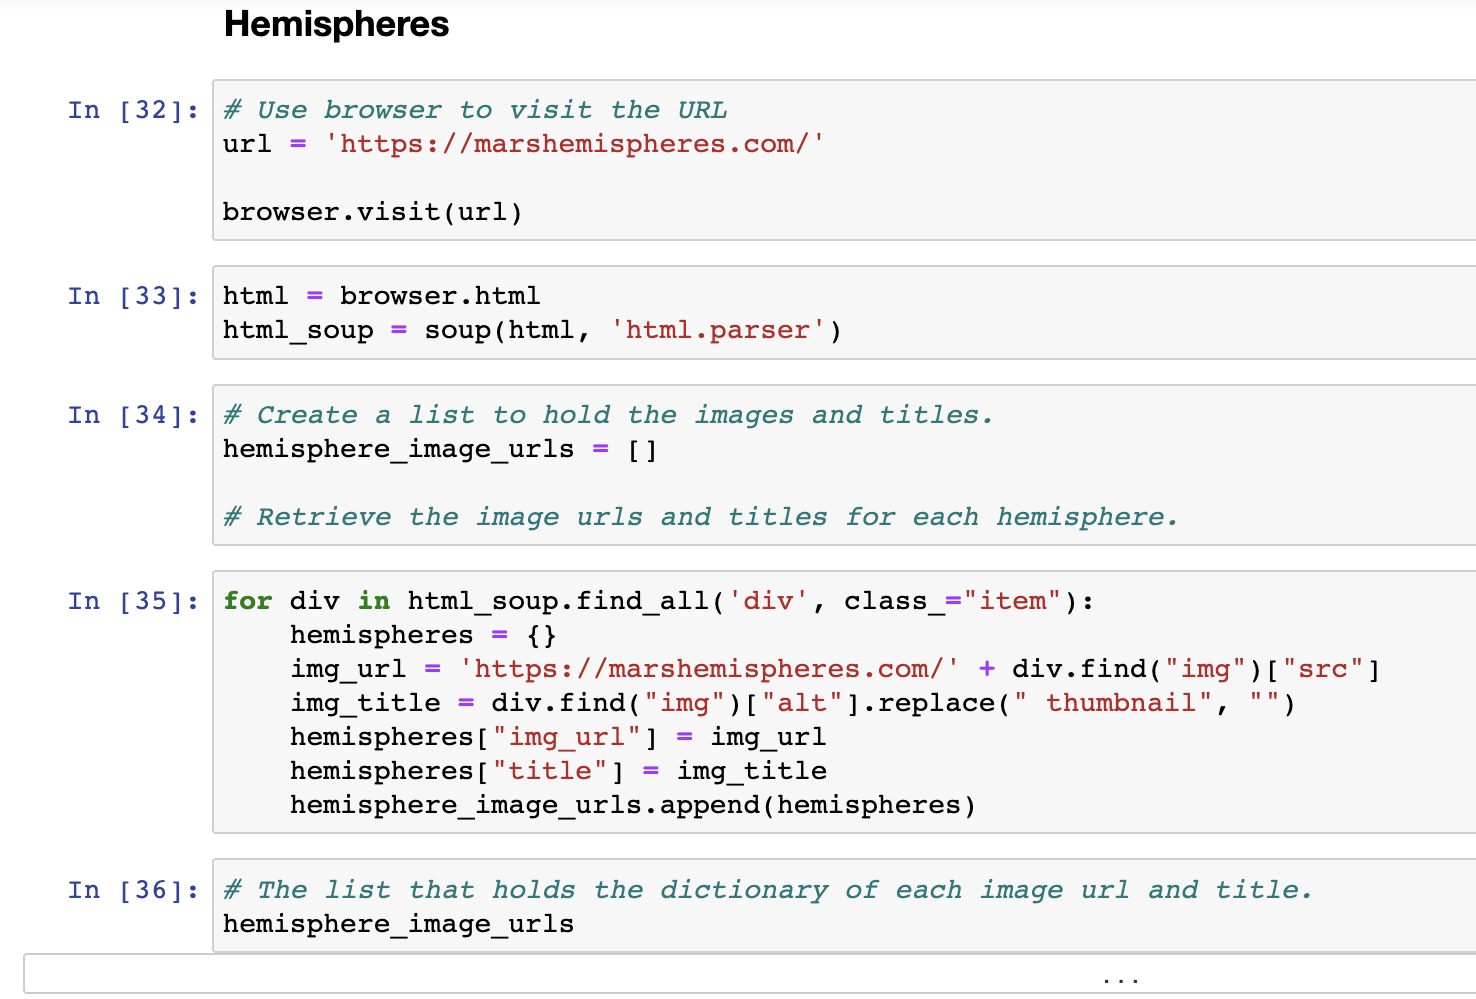 Hemispheres
In [32]: # Use browser to visit the URL
url = 'https://marshemispheres.com/'
browser.visit(url)
In [33]: html = browser.html
html_soup = soup(html, 'html.parser')
In [34]: # Create a list to hold the images and titles.
hemisphere_image_urls = []
# Retrieve the image urls and titles for each hemisphere.
In [35]: for div in html_soup.find_all('div', class_="item"):
    hemispheres = {}
    img_url = 'https://marshemispheres.com/' + div.find("img")["src"]
    img_title = div.find("img")["alt"].replace(" thumbnail", "")
    hemispheres["img_url"] = img_url
    hemispheres["title"] = img_title
    hemisphere_image_urls.append(hemispheres)
In [36]: # The list that holds the dictionary of each image url and title.
hemisphere_image_urls
...